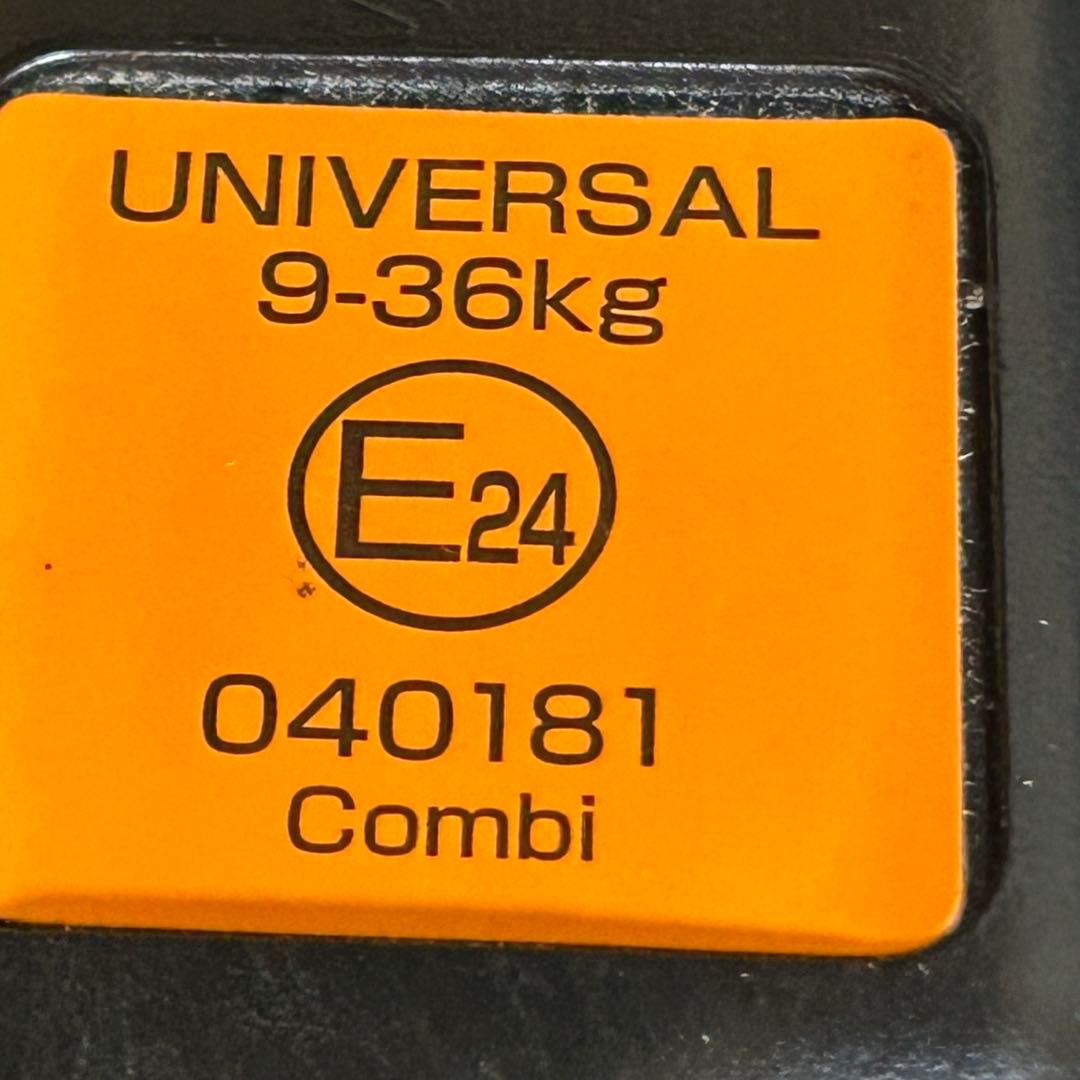 UNIVERSAL
9-36kg
E24
040181
Combi